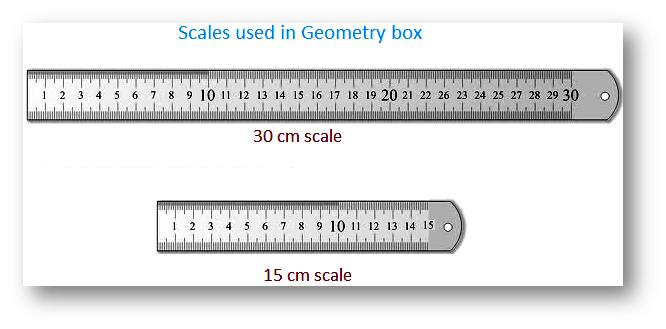 Scales used in Geometry box
1 2 3 4 5 6 7 8 9 10 11 12 13 14 15 16 17 18 19 20 21 22 26 23 24 25 27 28 29 30
30 cm scale
1 2 3 4 5 6 7 8 9 10 11 12 13 14 15
15 cm scale